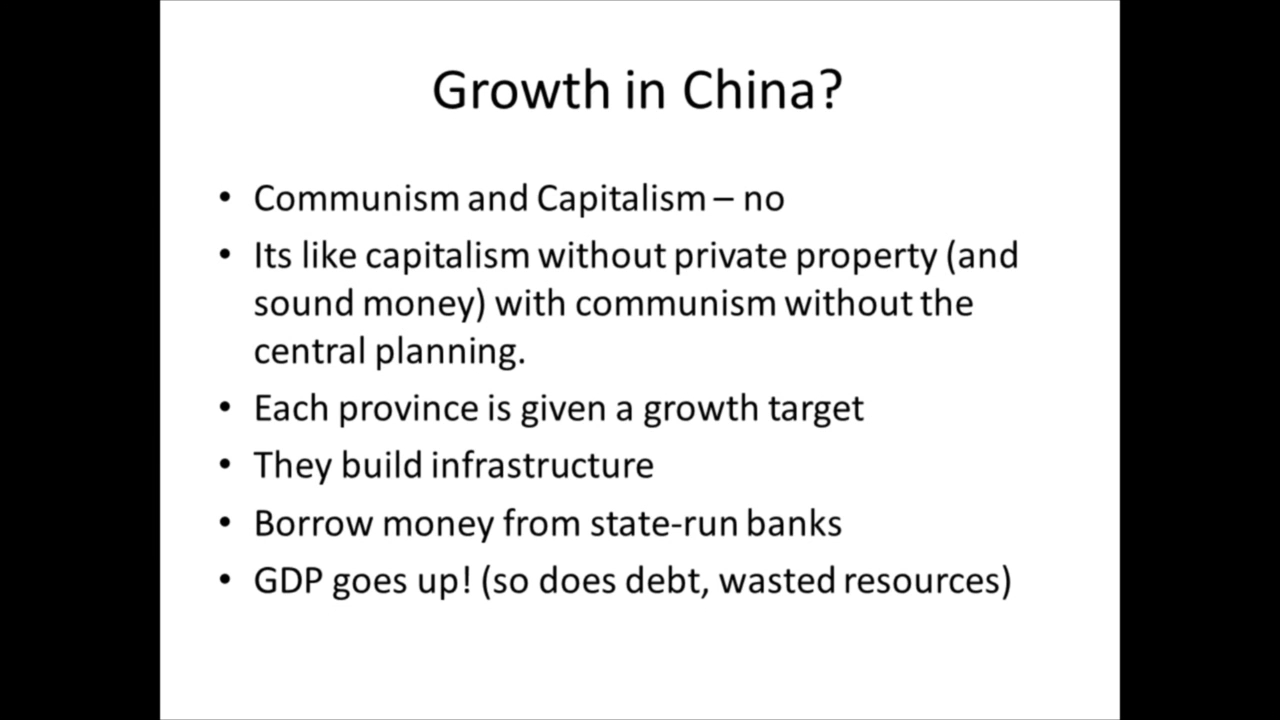 Growth in China?
• Communism and Capitalism – no
• Its like capitalism without private property (and
sound money) with communism without the
central planning.
• Each province is given a growth target
• They build infrastructure
• Borrow money from state-run banks
• GDP goes up! (so does debt, wasted resources)